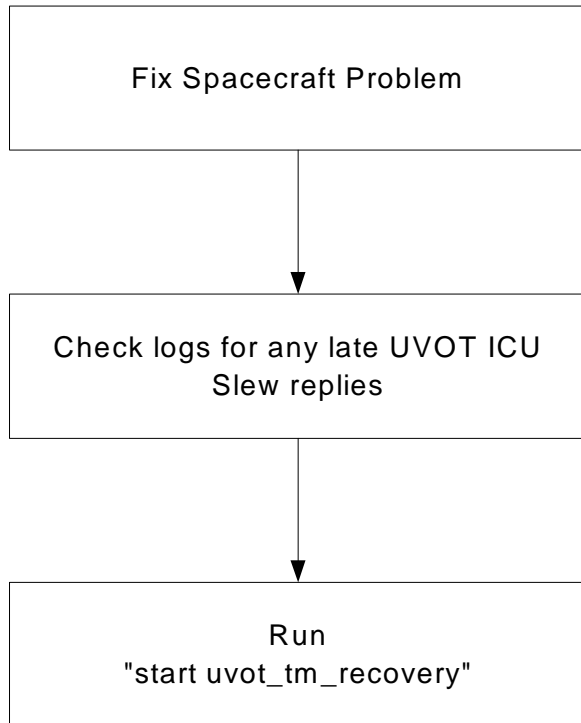 Fix Spacecraft Problem
Check logs for any late UVOT ICU
Slew replies
Run
"start uvot_tm_recovery"